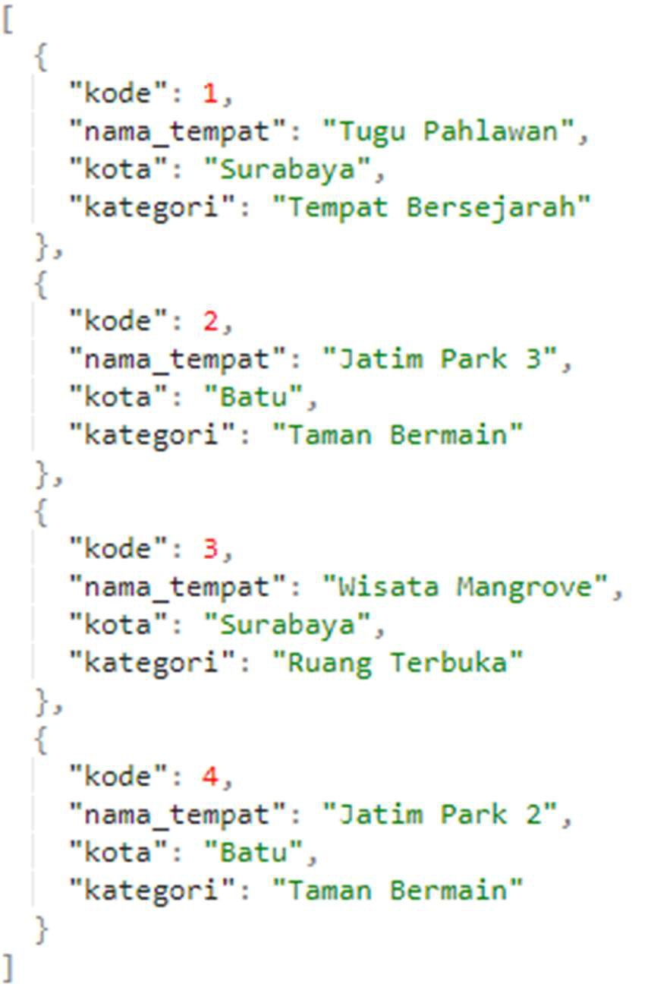 [
  {
    "kode": 1,
    "nama_tempat": "Tugu Pahlawan",
    "kota": "Surabaya",
    "kategori": "Tempat Bersejarah"
  },
  {
    "kode": 2,
    "nama_tempat": "Jatim Park 3",
    "kota": "Batu",
    "kategori": "Taman Bermain"
  },
  {
    "kode": 3,
    "nama_tempat": "Wisata Mangrove",
    "kota": "Surabaya",
    "kategori": "Ruang Terbuka"
  },
  {
    "kode": 4,
    "nama_tempat": "Jatim Park 2",
    "kota": "Batu",
    "kategori": "Taman Bermain"
  }
]